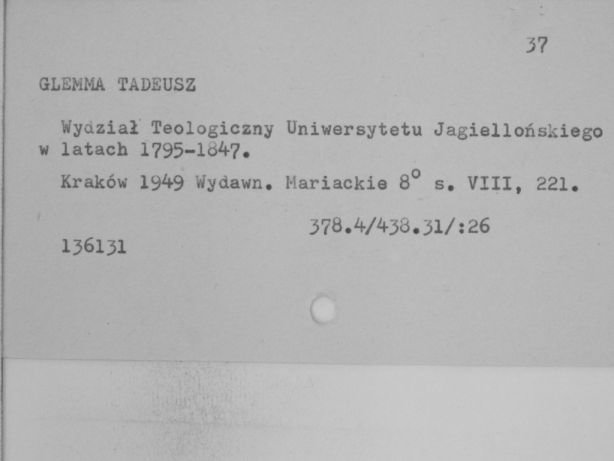 37
GLEMMA TADEUSZ
Wydział Teologiczny Uniwersytetu Jagiellońskiego
w latach 1795-1847.
Kraków 1949 Wydawn. Mariackie 8° s. VIII, 221.
378.4/438.31/:26
136131